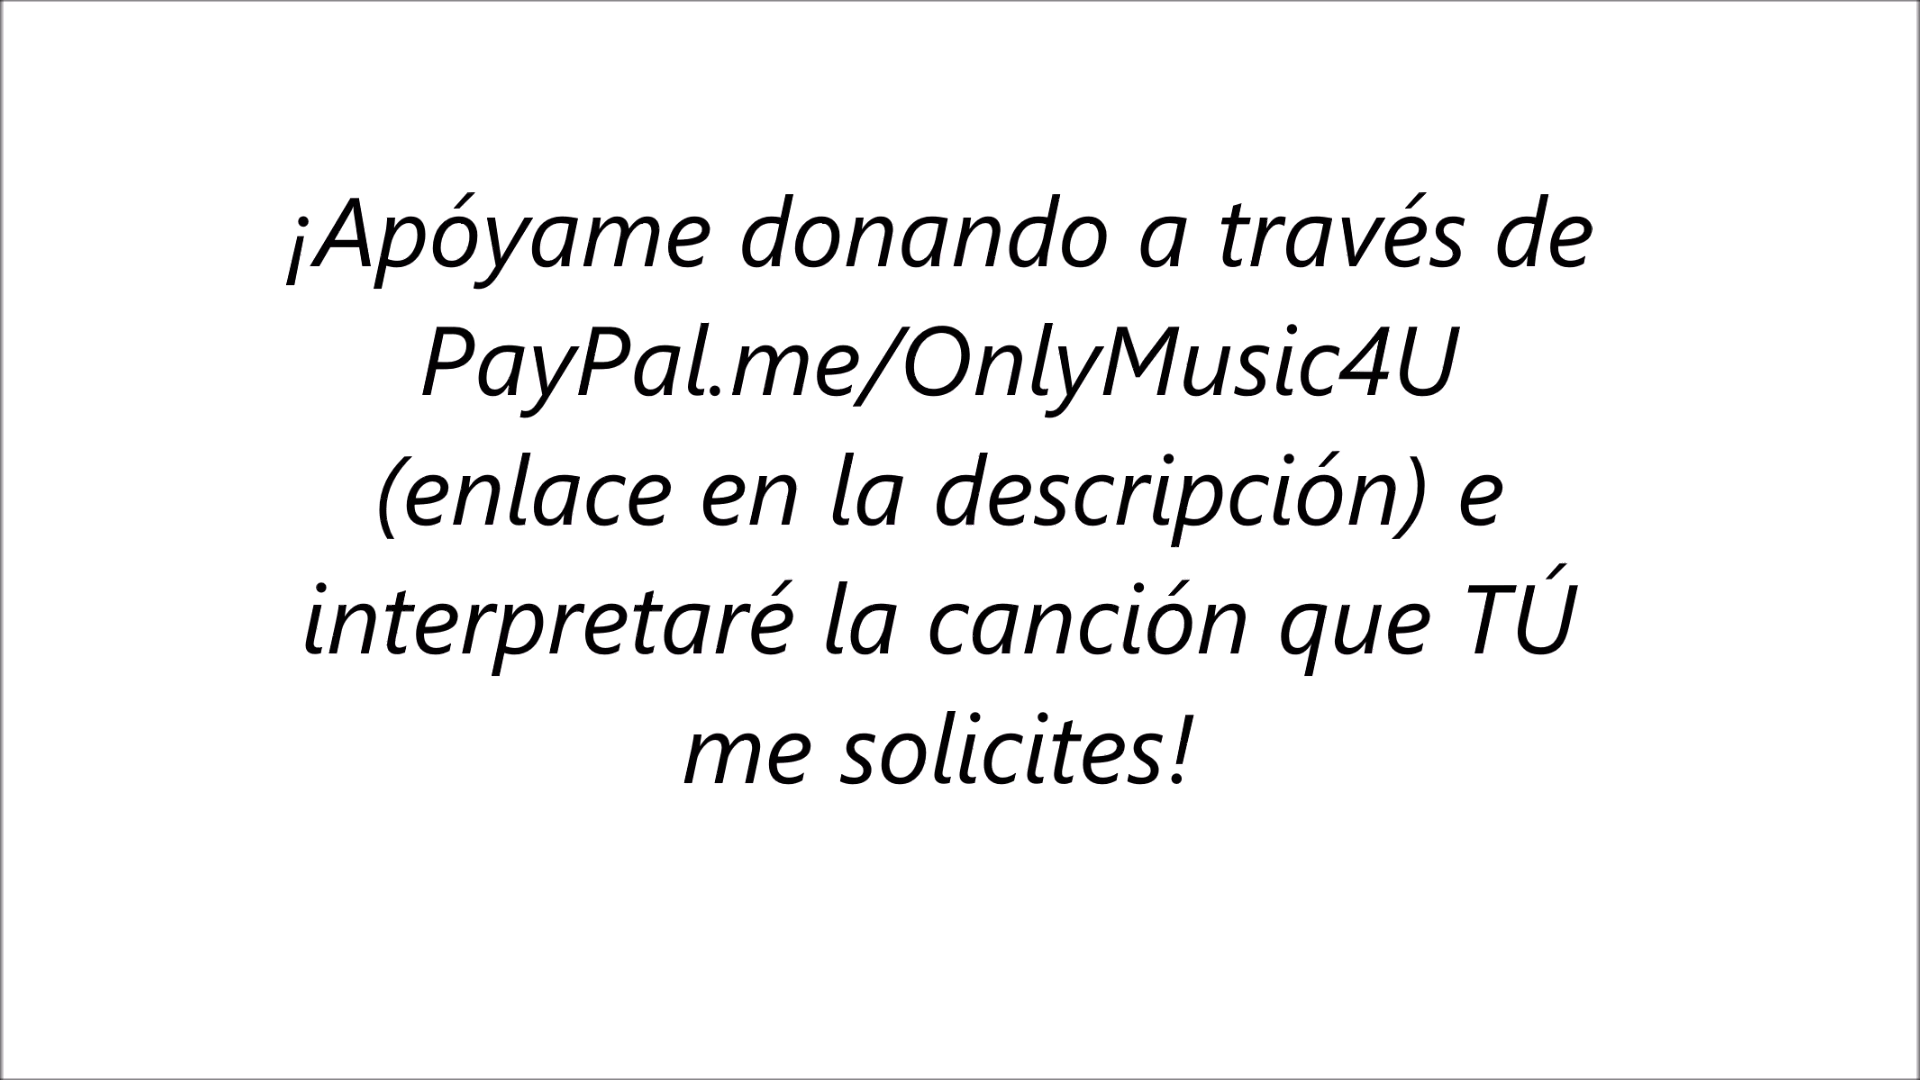 ¡Apóyame donando a través de
PayPal.me/OnlyMusic4U
(enlace en la descripción) e
interpretaré la canción que TÚ
me solicites!